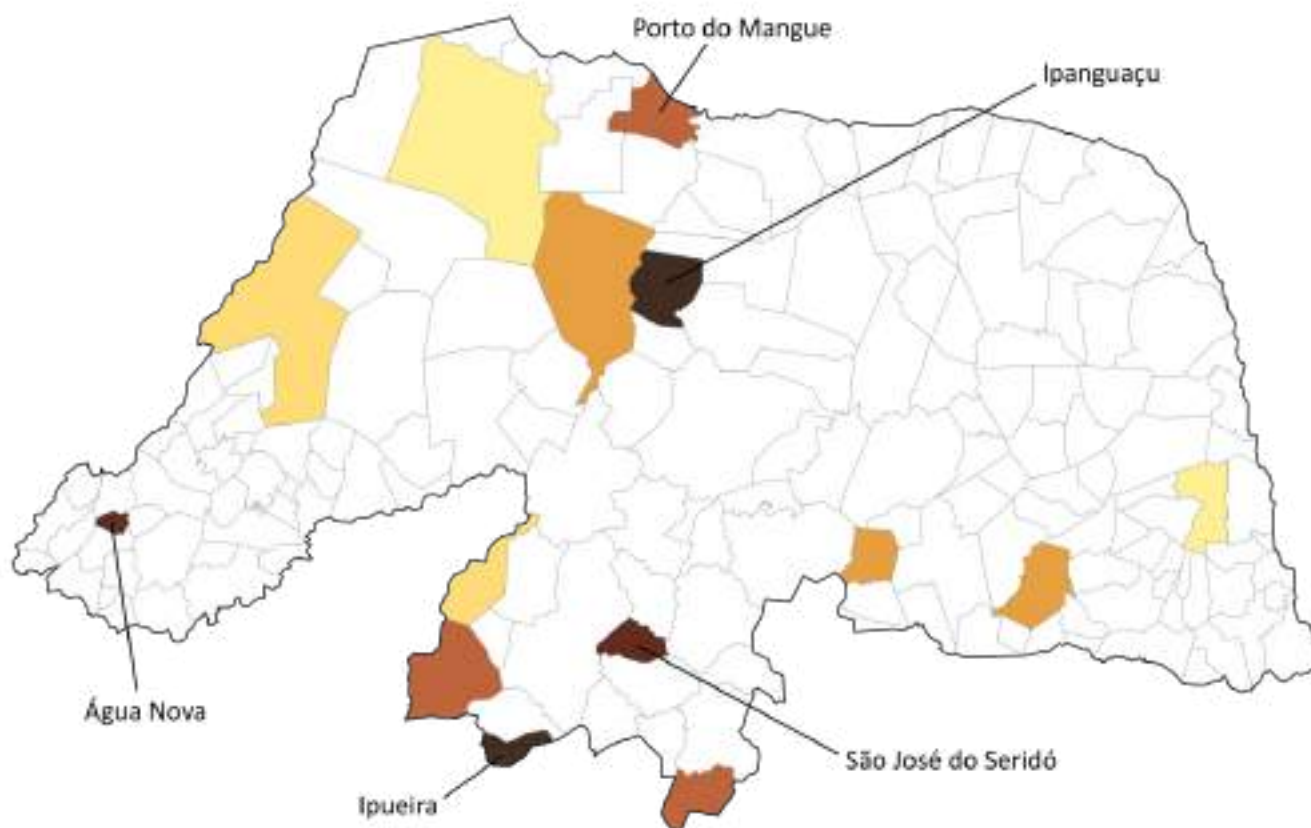 Porto do Mangue
Ipanguaçu
Água Nova
São José do Seridó
Ipueira